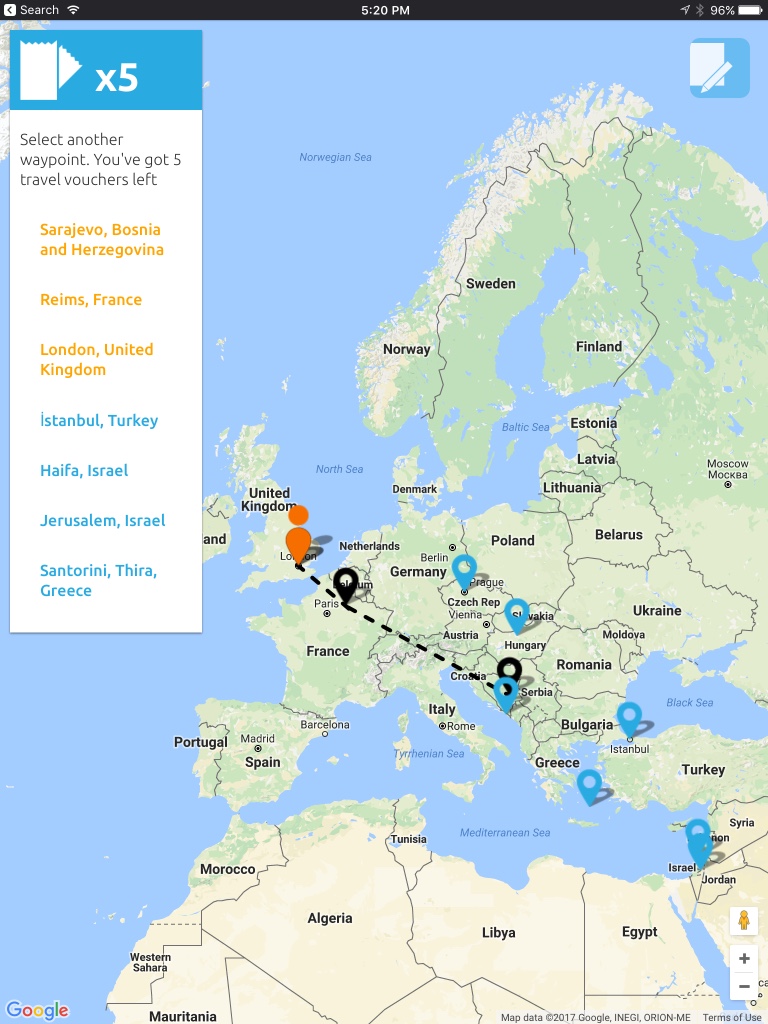 Search
5:20 PM
96%
x5
Select another
waypoint. You've got 5
travel vouchers left
Sarajevo, Bosnia
and Herzegovina
Reims, France
London, United
Kingdom
İstanbul, Turkey
Haifa, Israel
Jerusalem, Israel
Santorini, Thira,
Greece
Norwegian Sea
Sweden
Norway
Finland
Estonia
Baltic Sea
Latvia
Moscow
Москва
North Sea
Denmark
Lithuania
United
Kingdom
and
Belarus
Netherlands
Poland
Berlin
Germany
Prague
Czech Rep
Paris
Vienna
Ukraine
Austria
Moldova
Hungary
France
Romania
Croatia
Serbia
Italy
Black Sea
Barcelona
Rome
Bulgaria
Portugal
Madrid
Spain
Istanbul
Tyrrhenian Sea
Greece
Turkey
Syria
Mediterranean Sea
Tunisia
non
Israel
Jordan
Morocco
Algeria
Libya
Egypt
Western
Sahara
+
−
Google
Mauritania
Map data ©2017 Google, INEGI, ORION-ME
Terms of Use